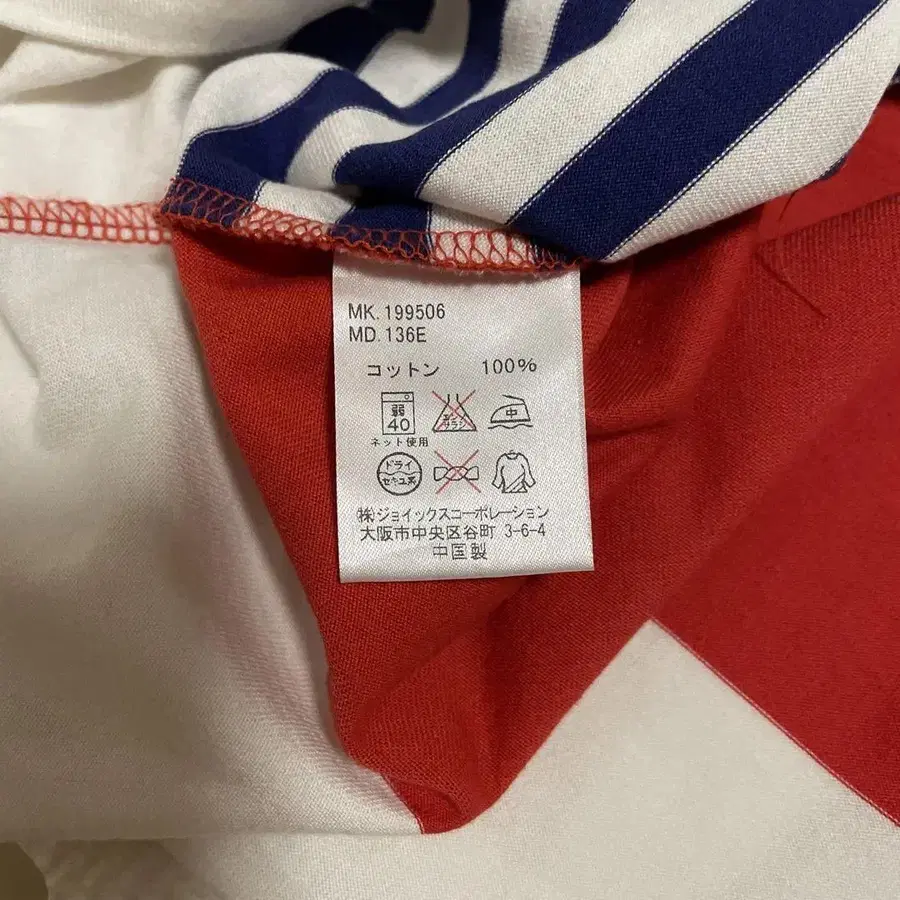 MK. 199506
MD. 136E
コットン 100%
弱 40 エンソサラシ 中
ネット使用
ドライ セキユ系
㈱ジョイックスコーポレーション
大阪市中央区谷町 3-6-4
中国製